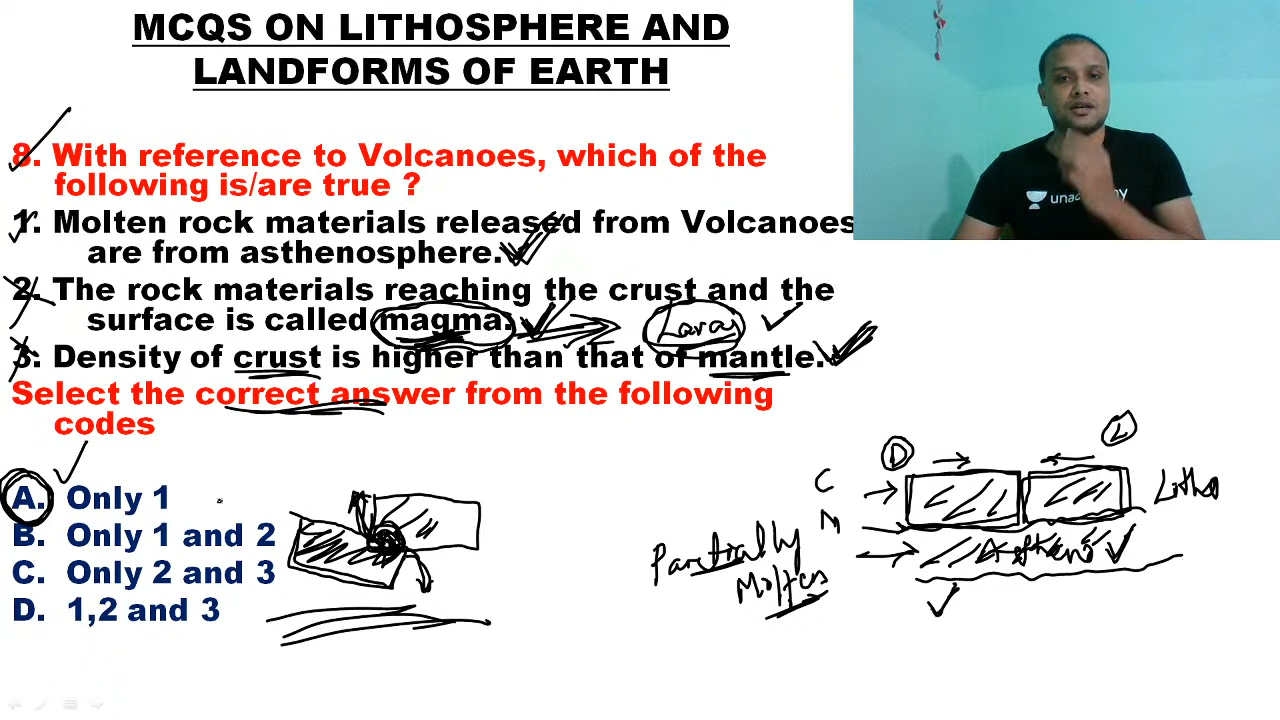 MCQS ON LITHOSPHERE AND
LANDFORMS OF EARTH
8. With reference to Volcanoes, which of the
following is/are true ?
1. Molten rock materials released from Volcanoes
are from asthenosphere.
2. The rock materials reaching the crust and the
surface is called magma.
Lava
3. Density of crust is higher than that of mantle.
Select the correct answer from the following
codes
A. Only 1
B. Only 1 and 2
C. Only 2 and 3
D. 1,2 and 3
D
L
C
M
Litho
Astheno
Partially
Molten
unacademy